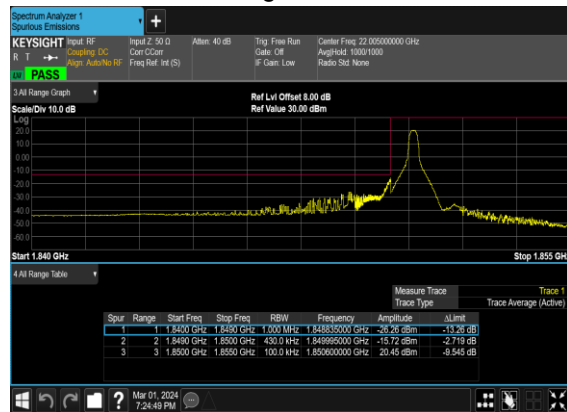 Spectrum Analyzer 1
Spurious Emissions
+
KEYSIGHT Input: RF Input Z: 50 Ω Atten: 40 dB Trig: Free Run Center Freq: 22.005000000 GHz
R T Coupling: DC Corr CCorr Gate: Off Avg|Hold: 1000/1000
Align: Auto/No RF Freq Ref: Int (S) IF Gain: Low Radio Std: None
PASS
3 All Range Graph
Ref Lvl Offset 8.00 dB
Scale/Div 10.0 dB Ref Value 30.00 dBm
Log
20.0
10.0
0.00
-10.0
-20.0
-30.0
-40.0
-50.0
-60.0
Start 1.840 GHz Stop 1.855 GH
4 All Range Table
Measure Trace Trace 1
Trace Type Trace Average (Active)
Spur Range Start Freq Stop Freq RBW Frequency Amplitude ΔLimit
1 1 1.8400 GHz 1.8490 GHz 1.000 MHz 1.848835000 GHz -26.26 dBm -13.26 dB
2 2 1.8490 GHz 1.8500 GHz 430.0 kHz 1.849995000 GHz -15.72 dBm -2.719 dB
3 3 1.8500 GHz 1.8550 GHz 100.0 kHz 1.850600000 GHz 20.45 dBm -9.545 dB
? Mar 01, 2024
7:24:49 PM